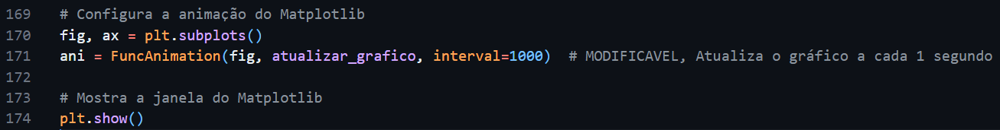 169 # Configura a animação do Matplotlib
170 fig, ax = plt.subplots()
171 ani = FuncAnimation(fig, atualizar_grafico, interval=1000)  # MODIFICAVEL, Atualiza o gráfico a cada 1 segundo
172
173 # Mostra a janela do Matplotlib
174 plt.show()